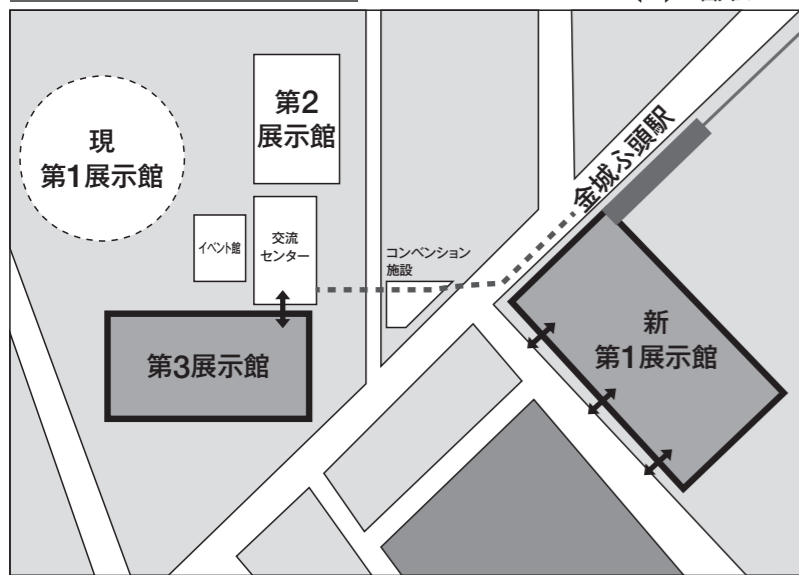 第2
展示館
現
第1展示館
金城ふ頭駅
イベント館
交流
センター
コンベンション
施設
新
第1展示館
第3展示館